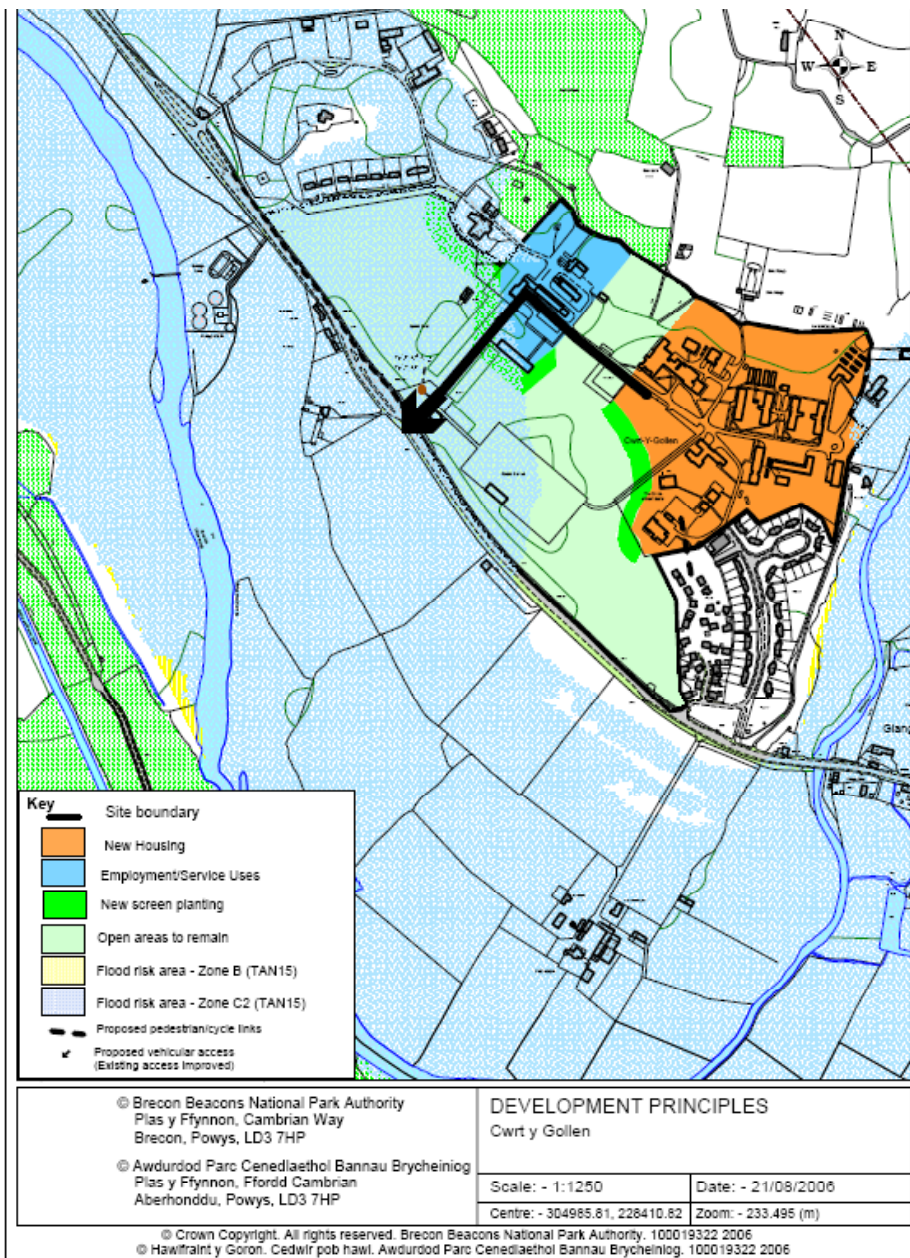 N
W E
S
Cwrt-Y-Gollen
Glang
Key
Site boundary
New Housing
Employment/Service Uses
New screen planting
Open areas to remain
Flood risk area - Zone B (TAN15)
Flood risk area - Zone C2 (TAN15)
Proposed pedestrian/cycle links
Proposed vehicular access
(Existing access improved)
© Brecon Beacons National Park Authority
Plas y Ffynnon, Cambrian Way
Brecon, Powys, LD3 7HP
© Awdurdod Parc Cenedlaethol Bannau Brycheiniog
Plas y Ffynnon, Ffordd Cambrian
Aberhonddu, Powys, LD3 7HP
DEVELOPMENT PRINCIPLES
Cwrt y Gollen
Scale: - 1:1250
Date: - 21/08/2006
Centre: - 304985.81, 228410.82
Zoom: - 233.495 (m)
© Crown Copyright. All rights reserved. Brecon Beacons National Park Authority. 100019322 2006
© Hawlfraint y Goron. Cedwir pob hawl. Awdurdod Parc Cenedlaethol Bannau Brycheiniog. 100019322 2006